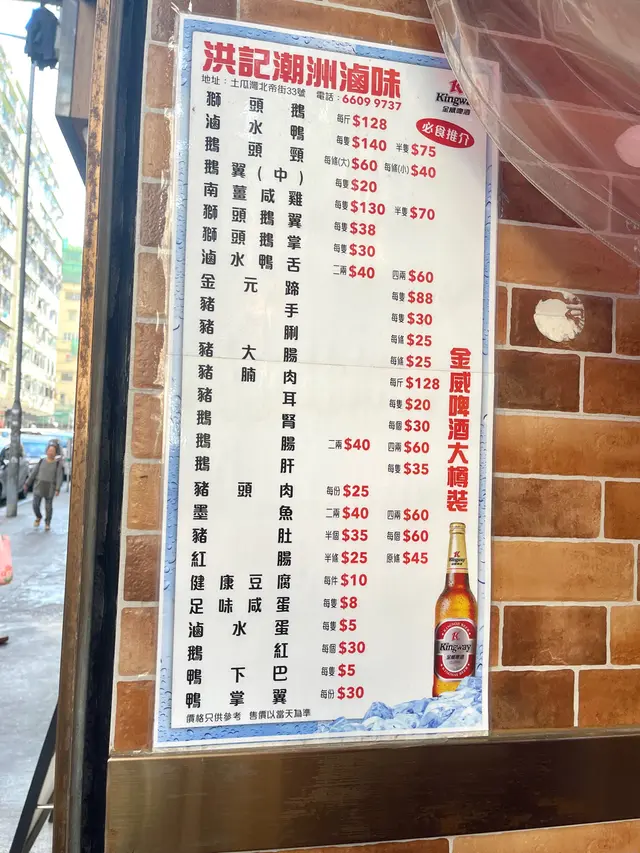 洪記潮洲滷味
地址：土瓜灣北帝街33號 電話：6609 9737
Kingway
金威啤酒
必食推介
獅頭鵝 每斤$128
滷水鴨 每隻$140 半隻$75
鵝頭頸 每條(大)$60 每條(小)$40
鵝翼(中) 每隻$20
南薑咸雞 每隻$130 半隻$70
獅頭鵝翼 每隻$38
獅頭鵝掌 每隻$30
滷水鴨舌 二兩$40 四兩$60
金元蹄 每隻$88
豬手 每隻$30
豬脷 每條$25
豬大腸 每條$25
豬腩肉 每斤$128
豬耳 每隻$20
鵝腎 每個$30
鵝腸 二兩$40 四兩$60
鵝肝 每隻$35
豬頭肉 每份$25
墨魚 二兩$40 四兩$60
豬肚 半個$35 每個$60
紅腸 半條$25 原條$45
健康豆腐 每件$10
足味咸蛋 每隻$8
滷水蛋 每隻$5
鵝紅 每個$30
鴨下巴 每隻$5
鴨掌翼 每份$30
價格只供參考 售價以當天為準
金威啤酒大樽裝
Kingway
Kingway
金威啤酒